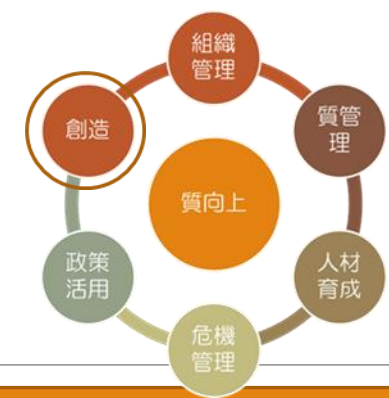 組織
管理
質管
理
人材
育成
危機
管理
政策
活用
創造
質向上